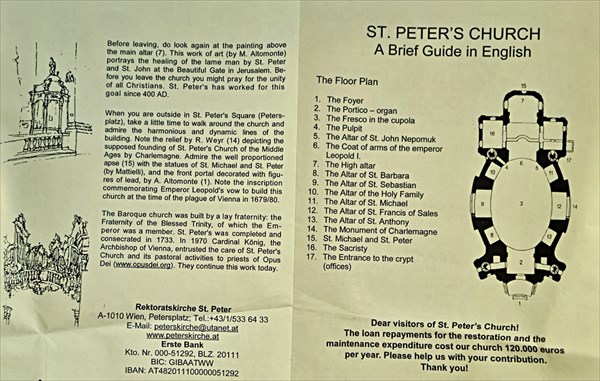 Before leaving, do look again at the painting above
the main altar (7). This work of art (by M. Altomonte)
portrays the healing of the lame man by St. Peter
and St. John at the Beautiful Gate in Jerusalem. Be-
fore you leave the church you might pray for the unity
of all Christians. St. Peter's has worked for this
goal since 400 AD.
When you are outside in St. Peter's Square (Peters-
platz), take a little time to walk around the church and
admire the harmonious and dynamic lines of the
building. Note the relief by R. Weyr (14) depicting the
supposed founding of St. Peter's Church of the Middle
Ages by Charlemagne. Admire the well proportioned
apse (15) with the statues of St. Michael and St. Peter
(by Mattielli), and the front portal decorated with figu-
res of lead, by A. Altomonte (1). Note the inscription
commemorating Emperor Leopold's vow to build this
church at the time of the plague of Vienna in 1679/80.
The Baroque church was built by a lay fraternity: the
Fraternity of the Blessed Trinity, of which the Em-
peror was a member. St. Peter's was completed and
consecrated in 1733. In 1970 Cardinal König, the
Archbishop of Vienna, entrusted the care of St. Peter's
Church and its pastoral activities to priests of Opus
Dei (www.opusdei.org). They continue this work today.
Rektoratskirche St. Peter
A-1010 Wien, Petersplatz; Tel.:+43/1/533 64 33
E-Mail: peterskirche@utanet.at
www.peterskirche.at
Erste Bank
Kto. Nr. 000-51292, BLZ. 20111
BIC: GIBAATWW
IBAN: AT482011100000051292
ST. PETER'S CHURCH
A Brief Guide in English
The Floor Plan
1. The Foyer
2. The Portico – organ
3. The Fresco in the cupola
4. The Pulpit
5. The Altar of St. John Nepomuk
6. The Coat of arms of the emperor
Leopold I.
7. The High altar
8. The Altar of St. Barbara
9. The Altar of St. Sebastian
10. The Altar of the Holy Family
11. The Altar of St. Michael
12. The Altar of St. Francis of Sales
13. The Altar of St. Anthony
14. The Monument of Charlemagne
15. St. Michael and St. Peter
16. The Sacristy
17. The Entrance to the crypt
(offices)
15
7
16
17
6
10
5
11
4
9
3
12
14
8
13
2
1
Dear visitors of St. Peter's Church!
The loan repayments for the restoration and the
maintenance expenditure cost our church 120.000 euros
per year. Please help us with your contribution.
Thank you!